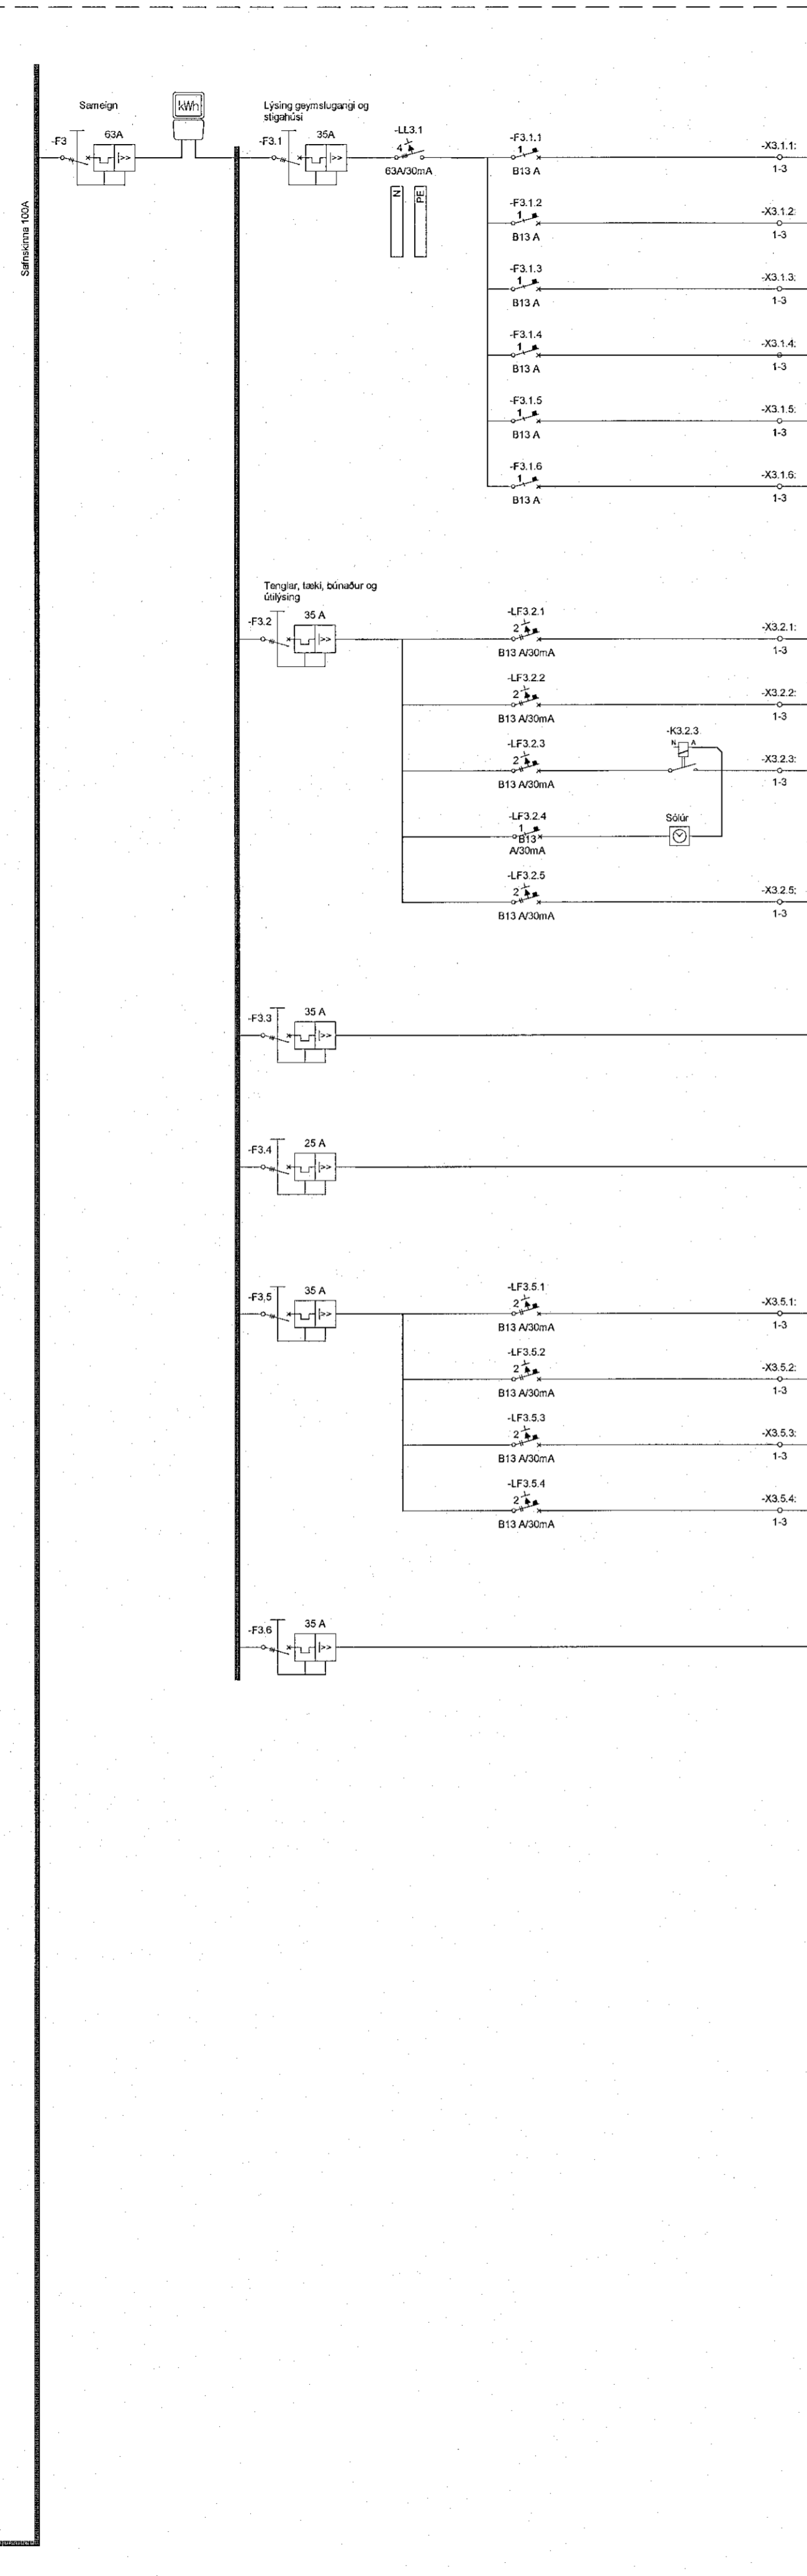 Safnskinna 100A
Sameign
-F3
63A
kWh
Lýsing geymslugangi og
stigahúsi
-F3.1
35A
-LL3.1
4
63A/30mA
N
PE
-F3.1.1
1
B13 A
-X3.1.1:
1-3
-F3.1.2
1
B13 A
-X3.1.2:
1-3
-F3.1.3
1
B13 A
-X3.1.3:
1-3
-F3.1.4
1
B13 A
-X3.1.4:
1-3
-F3.1.5
1
B13 A
-X3.1.5:
1-3
-F3.1.6
1
B13 A
-X3.1.6:
1-3
Tenglar, tæki, búnaður og
útilýsing
-F3.2
35 A
-LF3.2.1
2
B13 A/30mA
-X3.2.1:
1-3
-LF3.2.2
2
B13 A/30mA
-X3.2.2:
1-3
-LF3.2.3
2
B13 A/30mA
-K3.2.3
N A
-X3.2.3:
1-3
-LF3.2.4
1
B13
A/30mA
Sólúr
-LF3.2.5
2
B13 A/30mA
-X3.2.5:
1-3
-F3.3
35 A
-F3.4
25 A
-F3.5
35 A
-LF3.5.1
2
B13 A/30mA
-X3.5.1:
1-3
-LF3.5.2
2
B13 A/30mA
-X3.5.2:
1-3
-LF3.5.3
2
B13 A/30mA
-X3.5.3:
1-3
-LF3.5.4
2
B13 A/30mA
-X3.5.4:
1-3
-F3.6
35 A